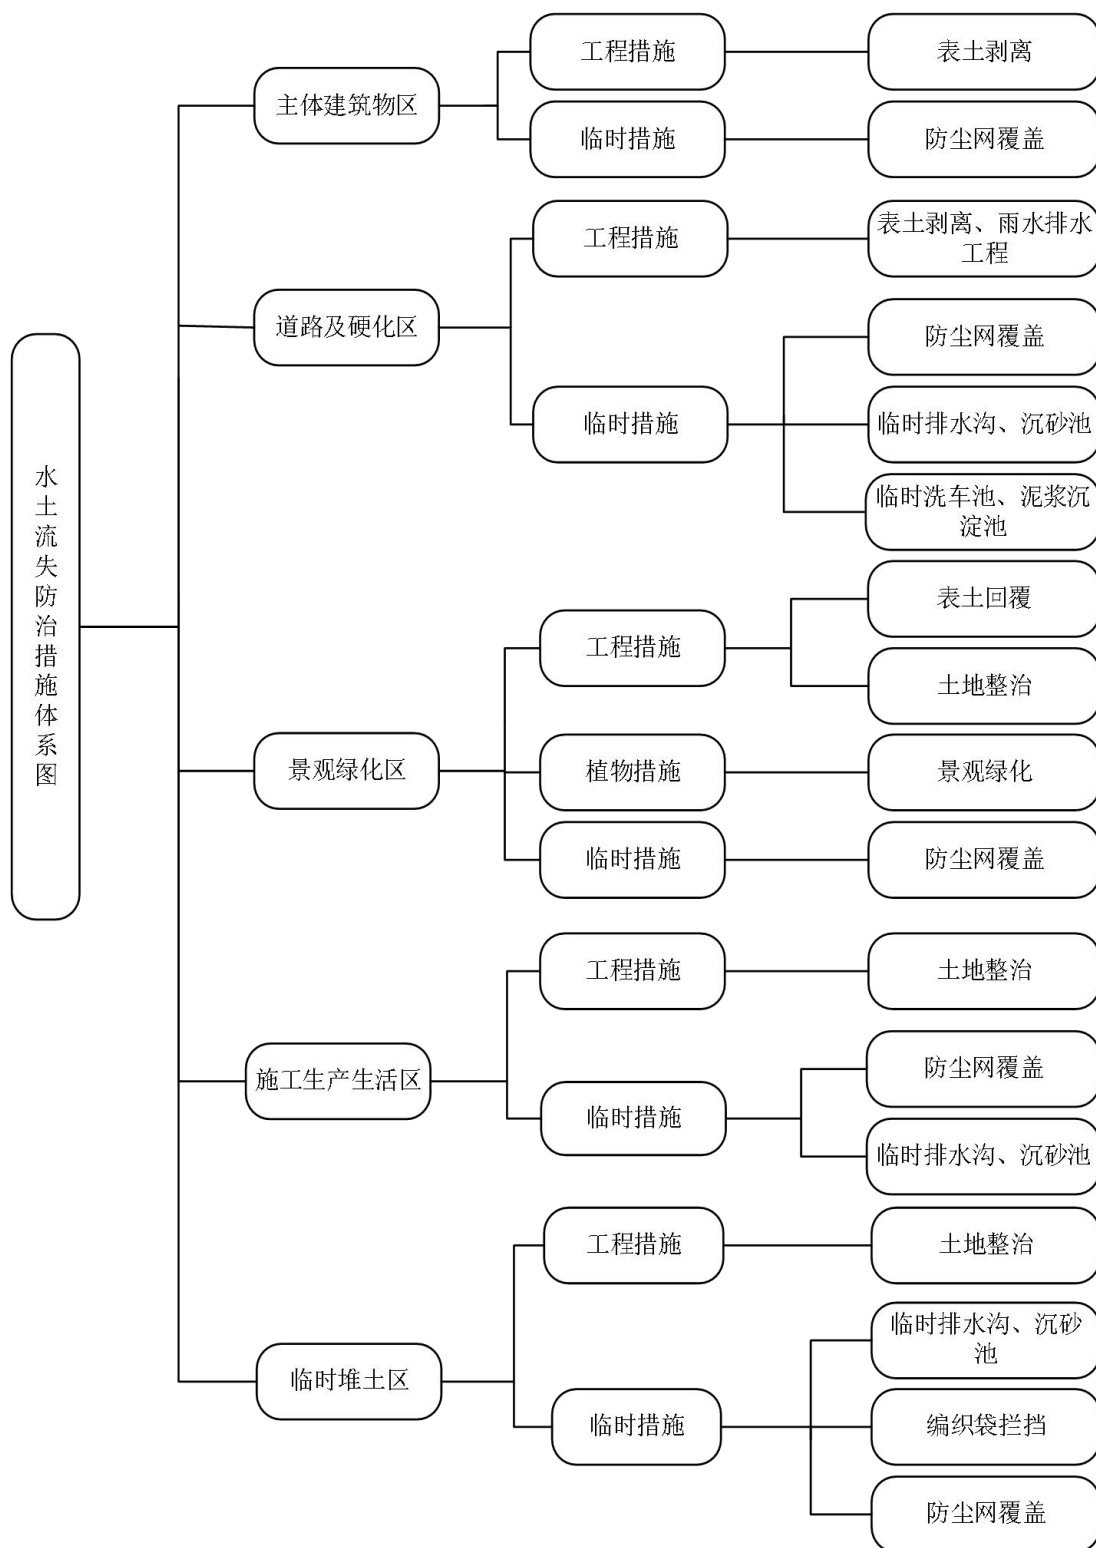 水土流失防治措施体系图
主体建筑物区
工程措施
表土剥离
临时措施
防尘网覆盖
道路及硬化区
工程措施
表土剥离、雨水排水
工程
临时措施
防尘网覆盖
临时排水沟、沉砂池
临时洗车池、泥浆沉
淀池
景观绿化区
工程措施
表土回覆
土地整治
植物措施
景观绿化
临时措施
防尘网覆盖
施工生产生活区
工程措施
土地整治
临时措施
防尘网覆盖
临时排水沟、沉砂池
临时堆土区
工程措施
土地整治
临时措施
临时排水沟、沉砂
池
编织袋拦挡
防尘网覆盖